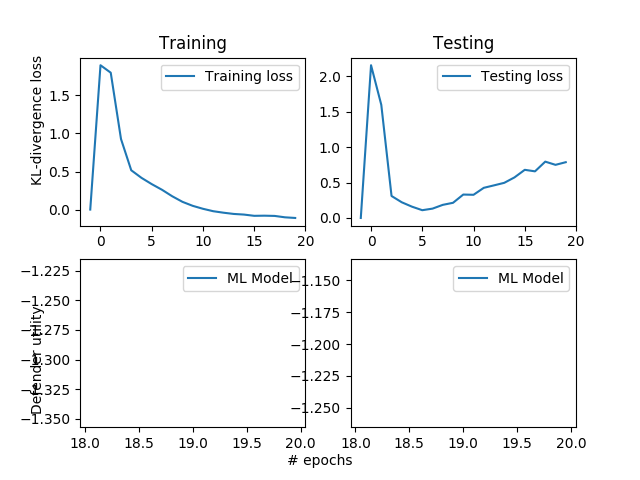 Training
Testing
KL-divergence loss
1.5
1.0
0.5
0.0
Training loss
0 5 10 15 20
2.0
1.5
1.0
0.5
0.0
Testing loss
0 5 10 15 20
Defender utility
−1.225
−1.250
−1.275
−1.300
−1.325
−1.350
ML Model
18.0 18.5 19.0 19.5 20.0
−1.150
−1.175
−1.200
−1.225
−1.250
ML Model
18.0 18.5 19.0 19.5 20.0
# epochs